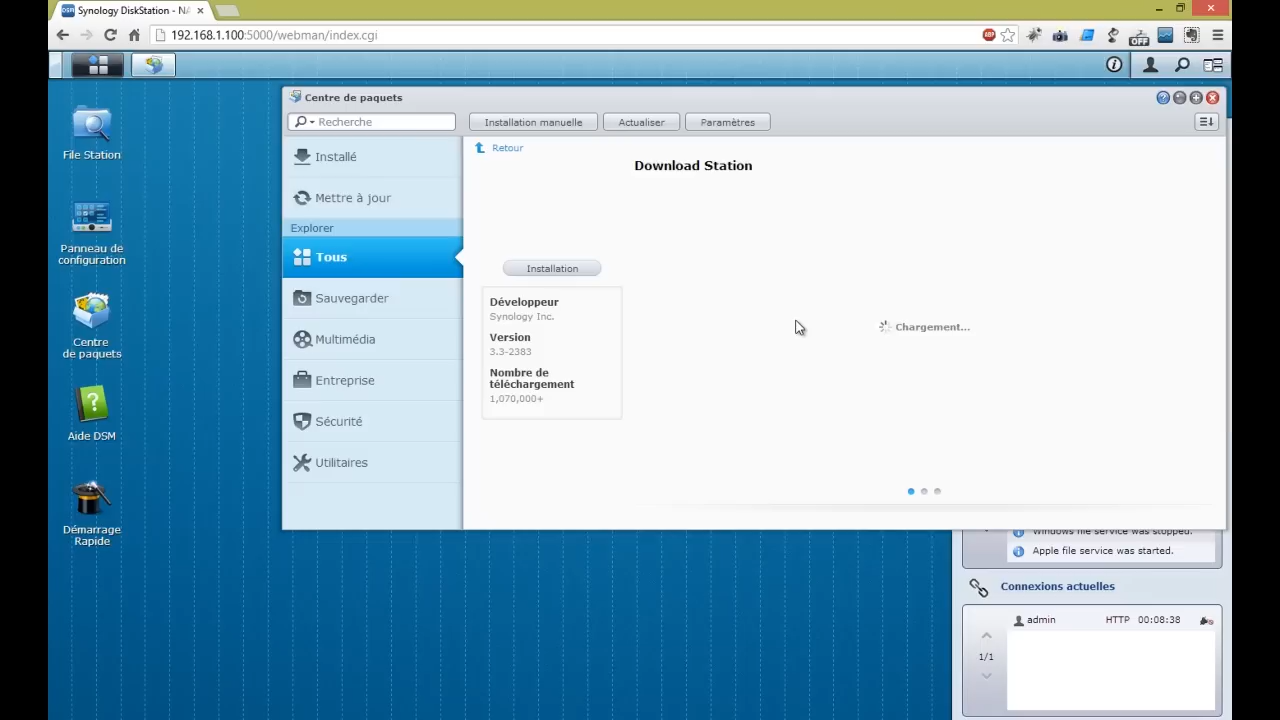 Synology DiskStation - NA
192.168.1.100:5000/webman/index.cgi
ABP
OFF
File Station
Panneau de
configuration
Centre
de paquets
Aide DSM
Démarrage
Rapide
Centre de paquets
Recherche
Installation manuelle
Actualiser
Paramètres
Installé
Mettre à jour
Explorer
Tous
Sauvegarder
Multimédia
Entreprise
Sécurité
Utilitaires
Retour
Download Station
Installation
Développeur
Synology Inc.
Version
3.3-2383
Nombre de
téléchargement
1,070,000+
Chargement...
Windows file service was stopped.
Apple file service was started.
Connexions actuelles
admin HTTP 00:08:38
1/1